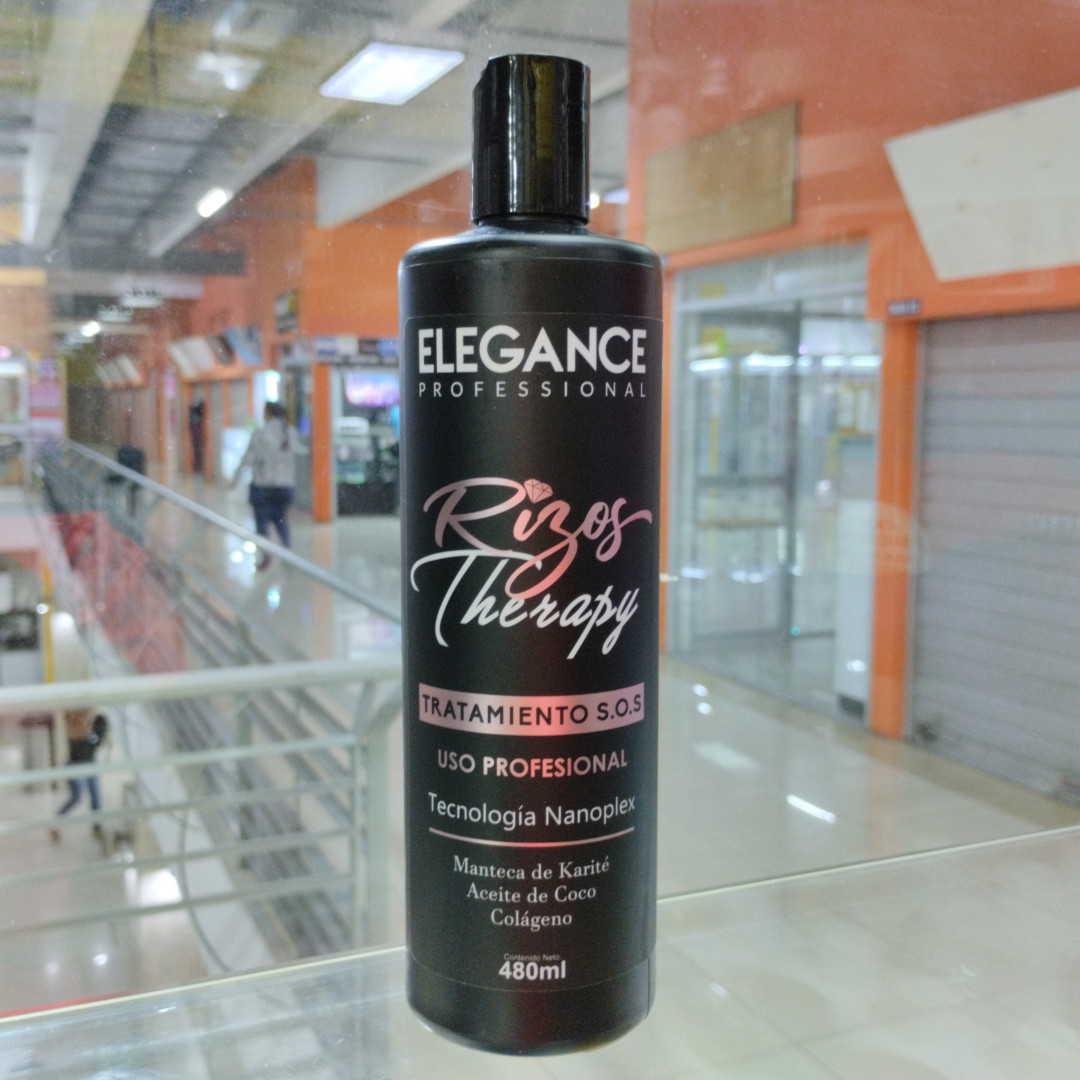 ELEGANCE
PROFESSIONAL
Rizos
Therapy
TRATAMIENTO S.O.S
USO PROFESIONAL
Tecnología Nanoplex
Manteca de Karité
Aceite de Coco
Colágeno
Contenido Neto
480ml